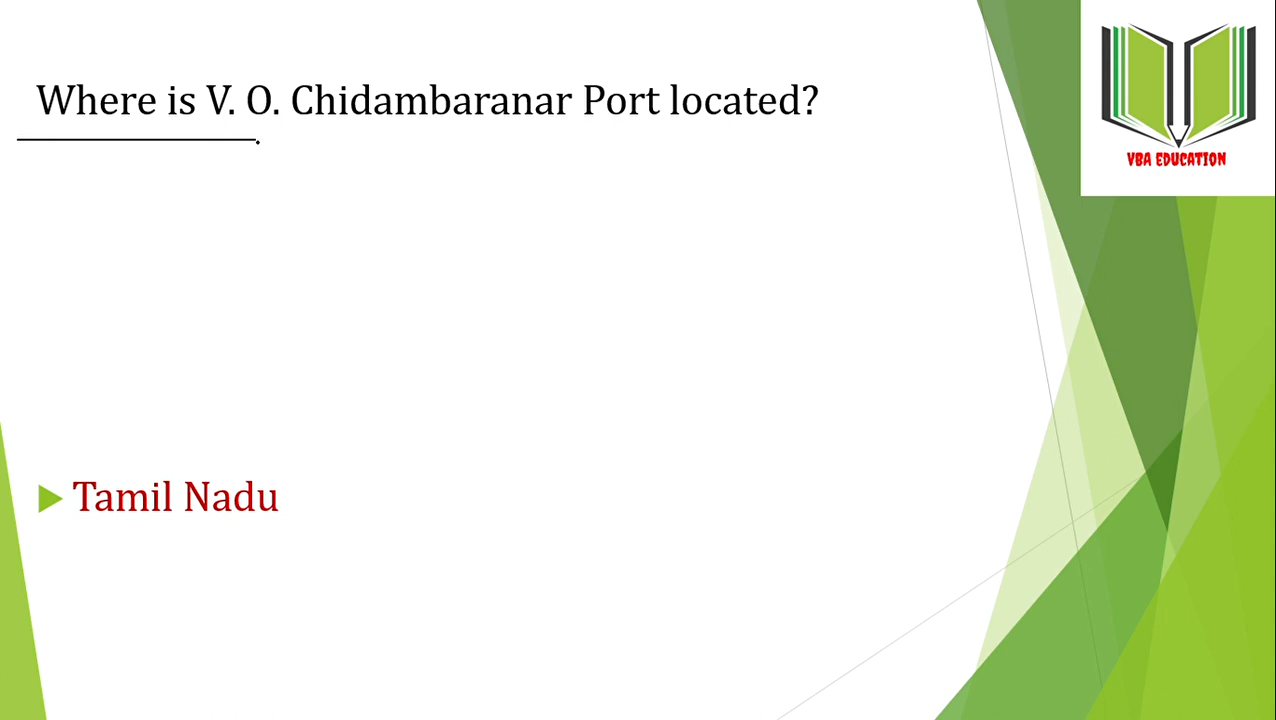 Where is V. O. Chidambaranar Port located?
.
VBA EDUCATION
Tamil Nadu